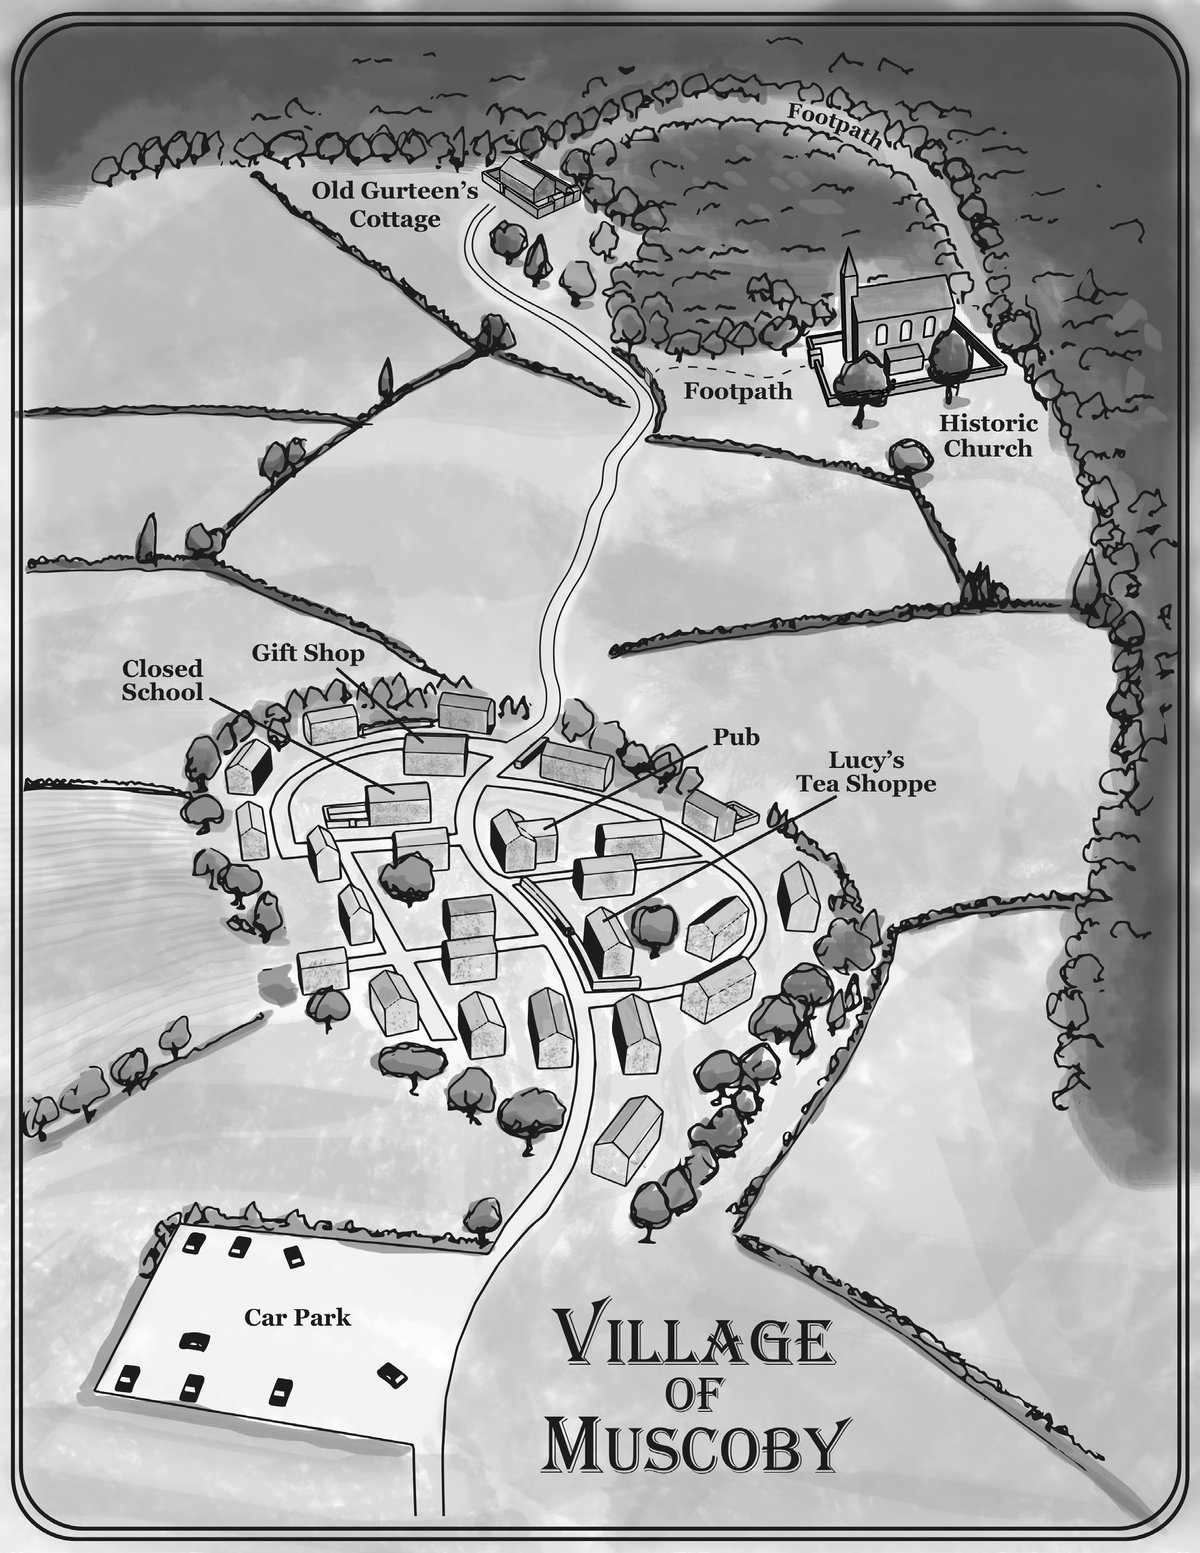 Footpath
Old Gurteen's
Cottage
Footpath
Historic
Church
Gift Shop
Closed
School
Pub
Lucy's
Tea Shoppe
Car Park
VILLAGE
OF
MUSCOBY